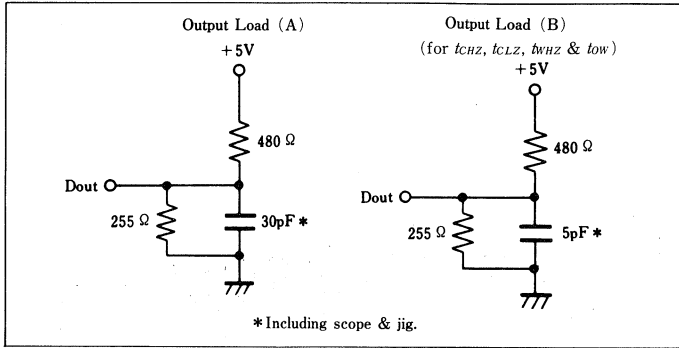 Output Load (A)
+5V
480 Ω
Dout
255 Ω
30pF *
Output Load (B)
(for tCHZ, tCLZ, tWHZ & tOW)
+5V
480 Ω
Dout
255 Ω
5pF *
*Including scope & jig.